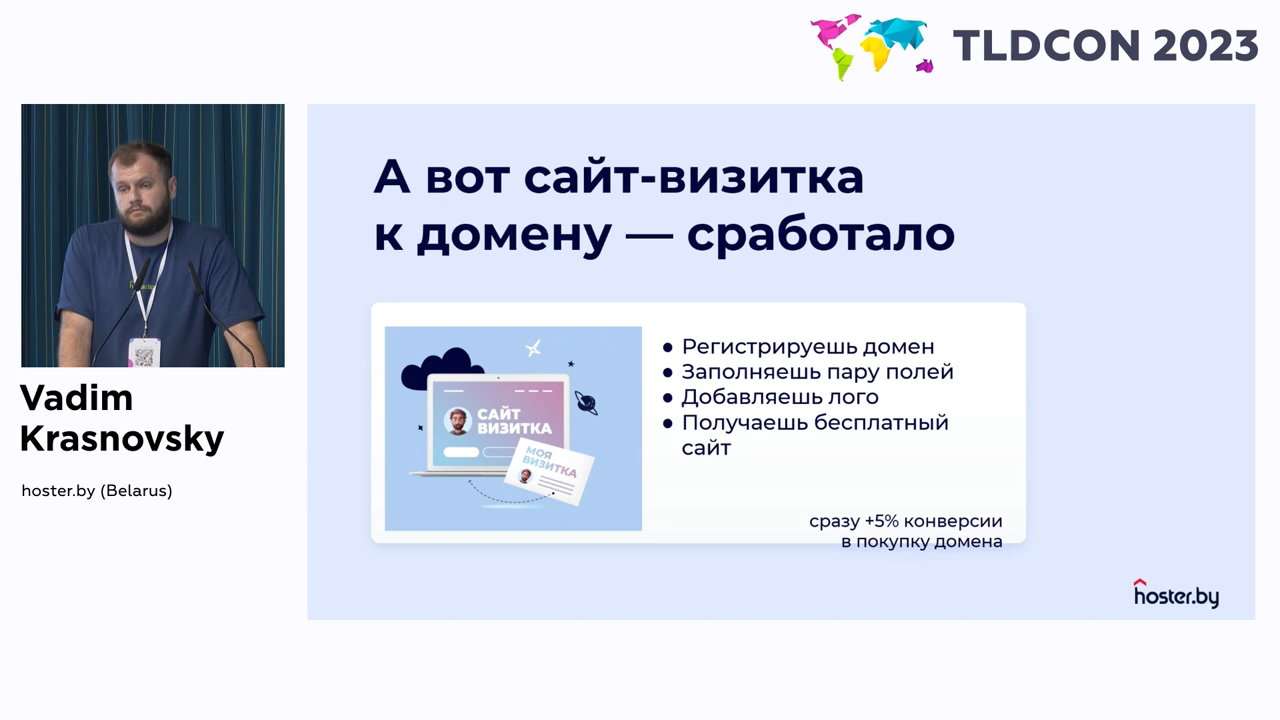 TLDCON 2023
А вот сайт-визитка
к домену — сработало
САЙТ
ВИЗИТКА
МОЯ
ВИЗИТКА
● Регистрируешь домен
● Заполняешь пару полей
● Добавляешь лого
● Получаешь бесплатный
сайт
сразу +5% конверсии
в покупку домена
hoster.by
Vadim
Krasnovsky
hoster.by (Belarus)